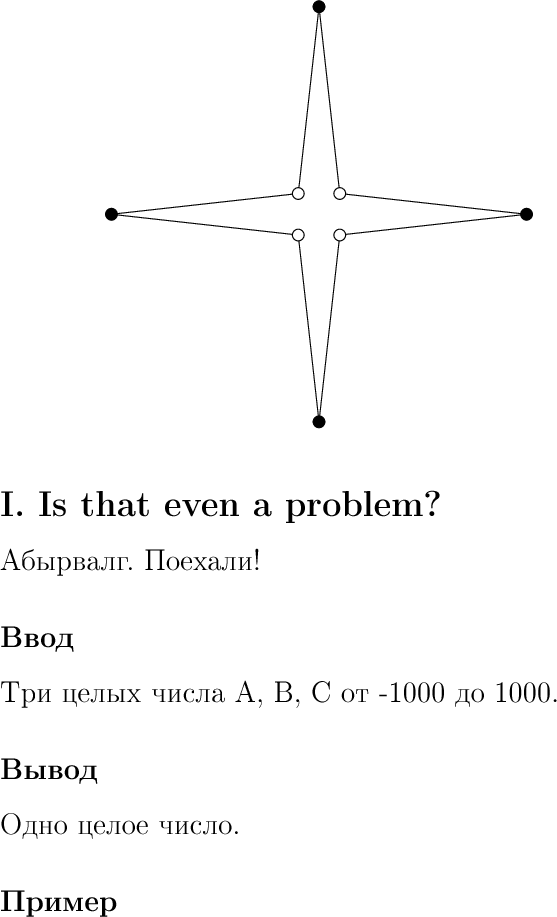 I. Is that even a problem?
Абырвалг. Поехали!
Ввод
Три целых числа A, B, C от -1000 до 1000.
Вывод
Одно целое число.
Пример